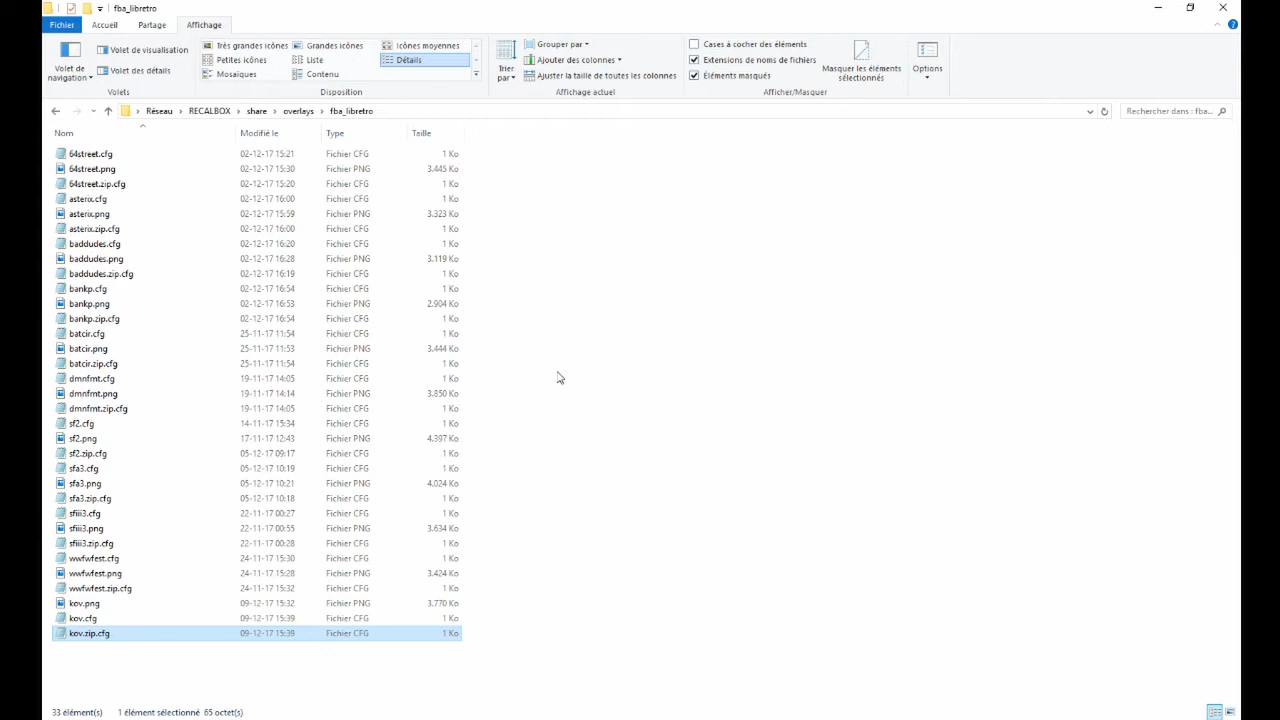 fba_libretro
Fichier Accueil Partage Affichage
Volet de navigation
Volet de visualisation
Volet des détails
Volets
Très grandes icônes Grandes icônes Icônes moyennes
Petites icônes Liste Détails
Mosaïques Contenu
Disposition
Trier par
Grouper par
Ajouter des colonnes
Ajuster la taille de toutes les colonnes
Affichage actuel
Cases à cocher des éléments
Extensions de noms de fichiers
Éléments masqués
Masquer les éléments sélectionnés
Afficher/Masquer
Options
Réseau > RECALBOX > share > overlays > fba_libretro
Rechercher dans : fba...
Nom Modifié le Type Taille
64street.cfg 02-12-17 15:21 Fichier CFG 1 Ko
64street.png 02-12-17 15:30 Fichier PNG 3.445 Ko
64street.zip.cfg 02-12-17 15:20 Fichier CFG 1 Ko
asterix.cfg 02-12-17 16:00 Fichier CFG 1 Ko
asterix.png 02-12-17 15:59 Fichier PNG 3.323 Ko
asterix.zip.cfg 02-12-17 16:00 Fichier CFG 1 Ko
baddudes.cfg 02-12-17 16:20 Fichier CFG 1 Ko
baddudes.png 02-12-17 16:28 Fichier PNG 3.119 Ko
baddudes.zip.cfg 02-12-17 16:19 Fichier CFG 1 Ko
bankp.cfg 02-12-17 16:54 Fichier CFG 1 Ko
bankp.png 02-12-17 16:53 Fichier PNG 2.904 Ko
bankp.zip.cfg 02-12-17 16:54 Fichier CFG 1 Ko
batcir.cfg 25-11-17 11:54 Fichier CFG 1 Ko
batcir.png 25-11-17 11:53 Fichier PNG 3.444 Ko
batcir.zip.cfg 25-11-17 11:54 Fichier CFG 1 Ko
dmnfrnt.cfg 19-11-17 14:05 Fichier CFG 1 Ko
dmnfrnt.png 19-11-17 14:14 Fichier PNG 3.850 Ko
dmnfrnt.zip.cfg 19-11-17 14:05 Fichier CFG 1 Ko
sf2.cfg 14-11-17 15:34 Fichier CFG 1 Ko
sf2.png 17-11-17 12:43 Fichier PNG 4.397 Ko
sf2.zip.cfg 05-12-17 09:17 Fichier CFG 1 Ko
sfa3.cfg 05-12-17 10:19 Fichier CFG 1 Ko
sfa3.png 05-12-17 10:21 Fichier PNG 4.024 Ko
sfa3.zip.cfg 05-12-17 10:18 Fichier CFG 1 Ko
sfiii3.cfg 22-11-17 00:27 Fichier CFG 1 Ko
sfiii3.png 22-11-17 00:55 Fichier PNG 3.634 Ko
sfiii3.zip.cfg 22-11-17 00:28 Fichier CFG 1 Ko
wwfwfest.cfg 24-11-17 15:30 Fichier CFG 1 Ko
wwfwfest.png 24-11-17 15:28 Fichier PNG 3.424 Ko
wwfwfest.zip.cfg 24-11-17 15:32 Fichier CFG 1 Ko
kov.png 09-12-17 15:32 Fichier PNG 3.770 Ko
kov.cfg 09-12-17 15:39 Fichier CFG 1 Ko
kov.zip.cfg 09-12-17 15:39 Fichier CFG 1 Ko
33 élément(s) 1 élément sélectionné 65 octet(s)